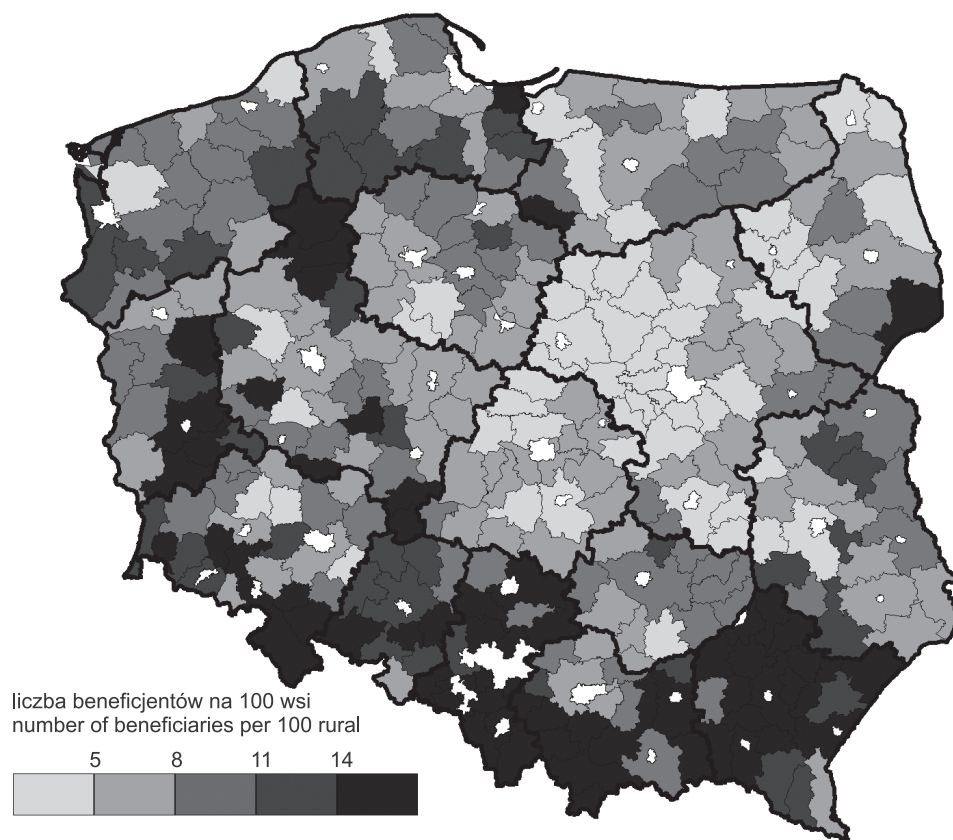 liczba beneficjentów na 100 wsi
number of beneficiaries per 100 rural
5 8 11 14